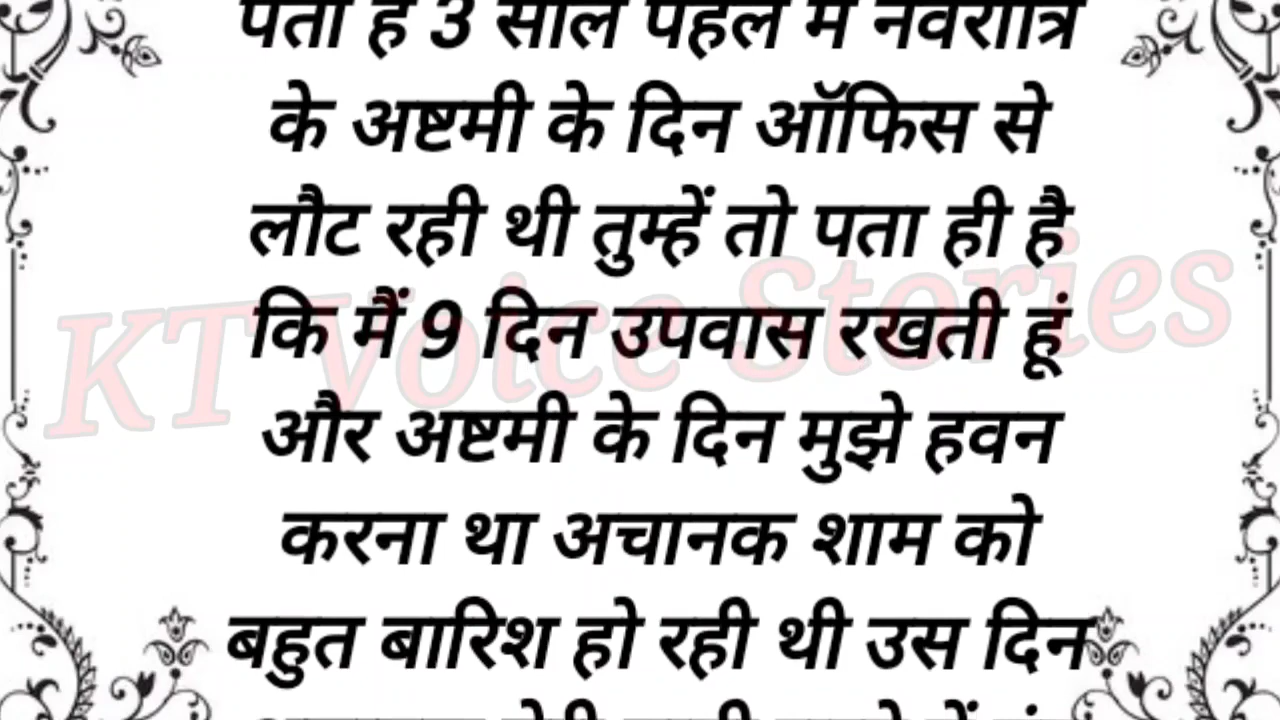 पता है 3 साल पहले मैं नवरात्रि
के अष्टमी के दिन ऑफिस से
लौट रही थी तुम्हें तो पता ही है
कि मैं 9 दिन उपवास रखती हूं
KT Voice Stories
और अष्टमी के दिन मुझे हवन
करना था अचानक शाम को
बहुत बारिश हो रही थी उस दिन